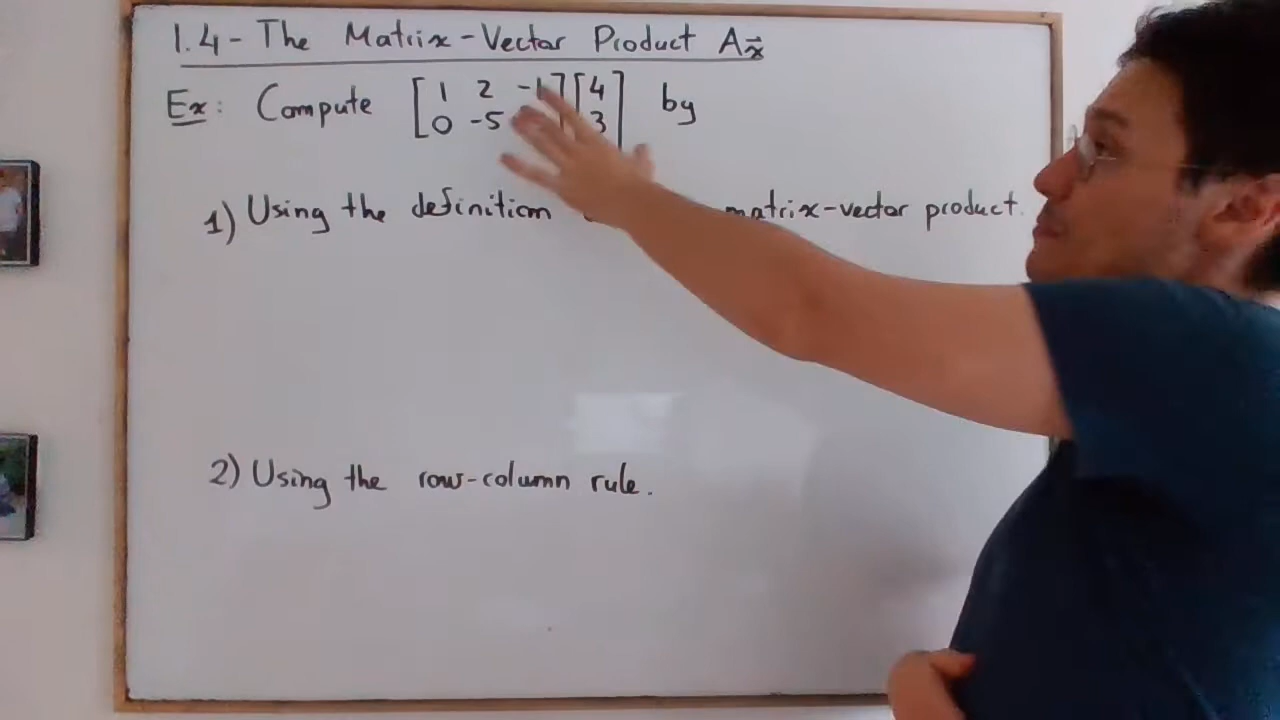 1.4 - The Matrix-Vector Product Ax⃗
Ex: Compute [1 2 -1] [4] by
[0 -5] [3]
1) Using the definition matrix-vector product.
2) Using the row-column rule.